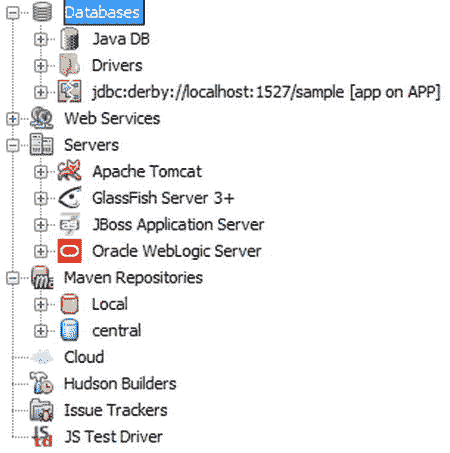 Databases
Java DB
Drivers
jdbc:derby://localhost:1527/sample [app on APP]
Web Services
Servers
Apache Tomcat
GlassFish Server 3+
JBoss Application Server
Oracle WebLogic Server
Maven Repositories
Local
central
Cloud
Hudson Builders
Issue Trackers
JS Test Driver